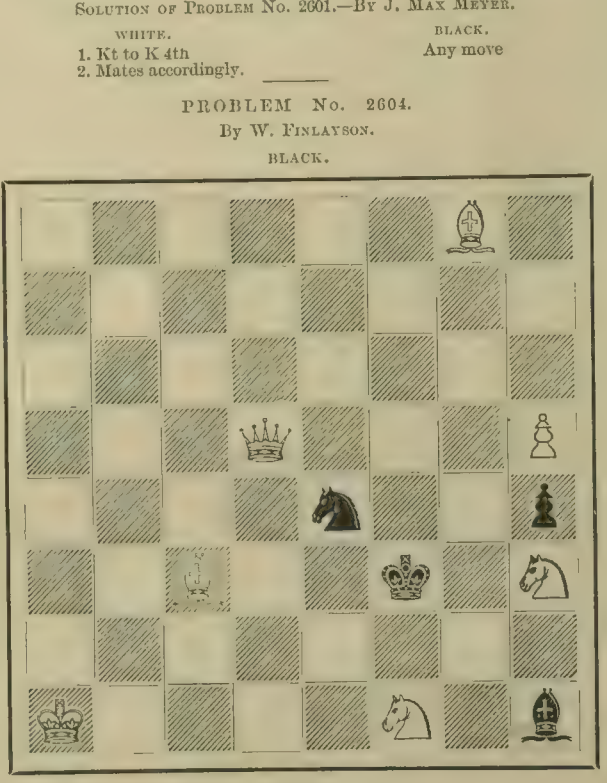 SOLUTION OF PROBLEM No. 2601.—BY J. MAX MEYER.
WHITE. BLACK.
1. Kt to K 4th Any move
2. Mates accordingly.
PROBLEM No. 2604.
By W. FINLAYSON.
BLACK.